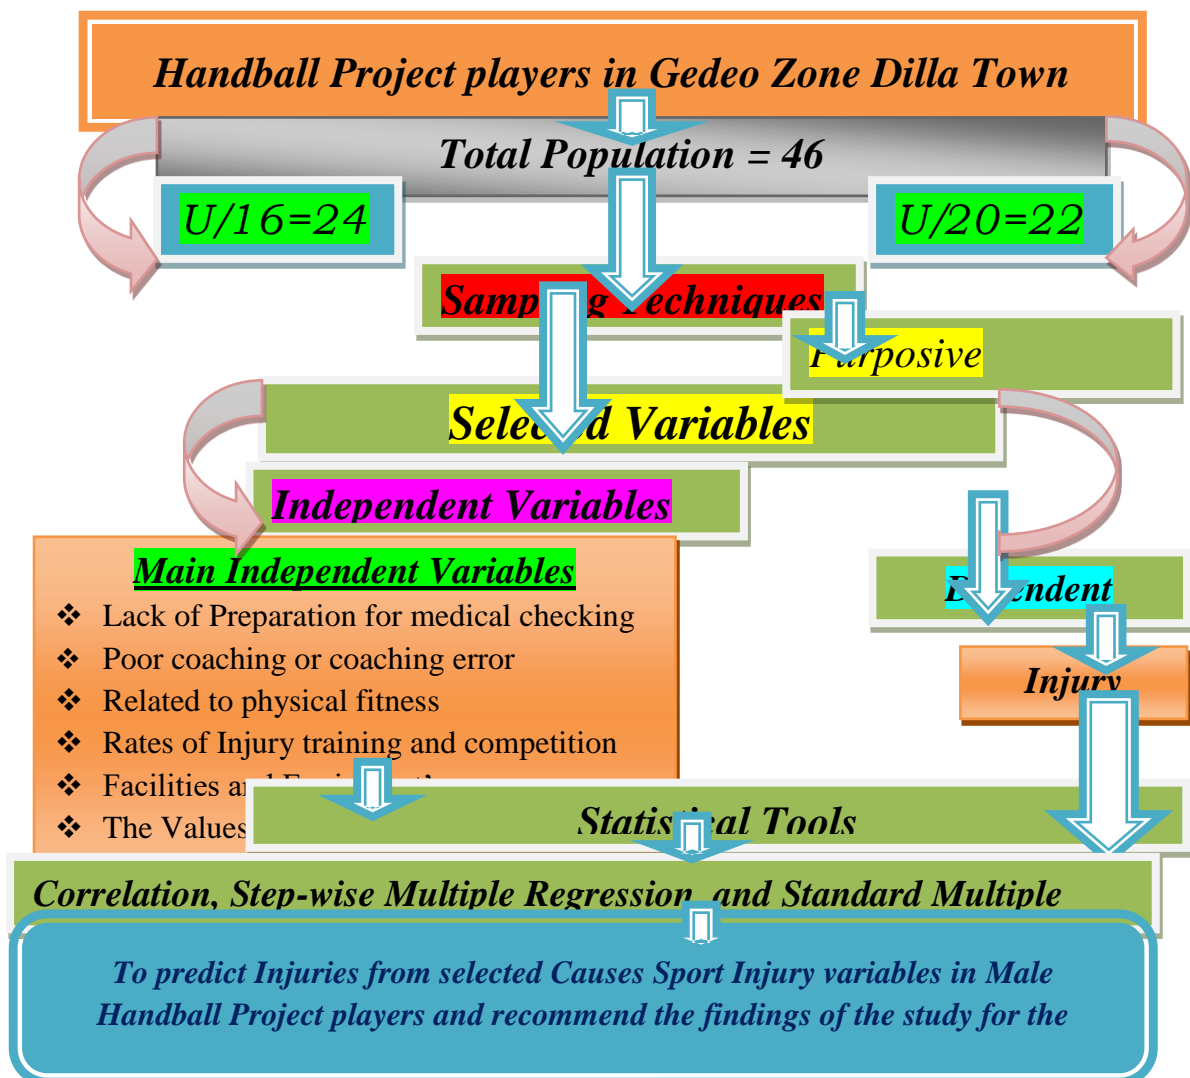 Handball Project players in Gedeo Zone Dilla Town
Total Population = 46
U/16=24
U/20=22
Sampling Techniques
Purposive
Selected Variables
Independent Variables
Main Independent Variables
❖ Lack of Preparation for medical checking
❖ Poor coaching or coaching error
❖ Related to physical fitness
❖ Rates of Injury training and competition
❖ Facilities and
❖ The Values
Dependent
Injury
Statistical Tools
Correlation, Step-wise Multiple Regression and Standard Multiple
To predict Injuries from selected Causes Sport Injury variables in Male
Handball Project players and recommend the findings of the study for the